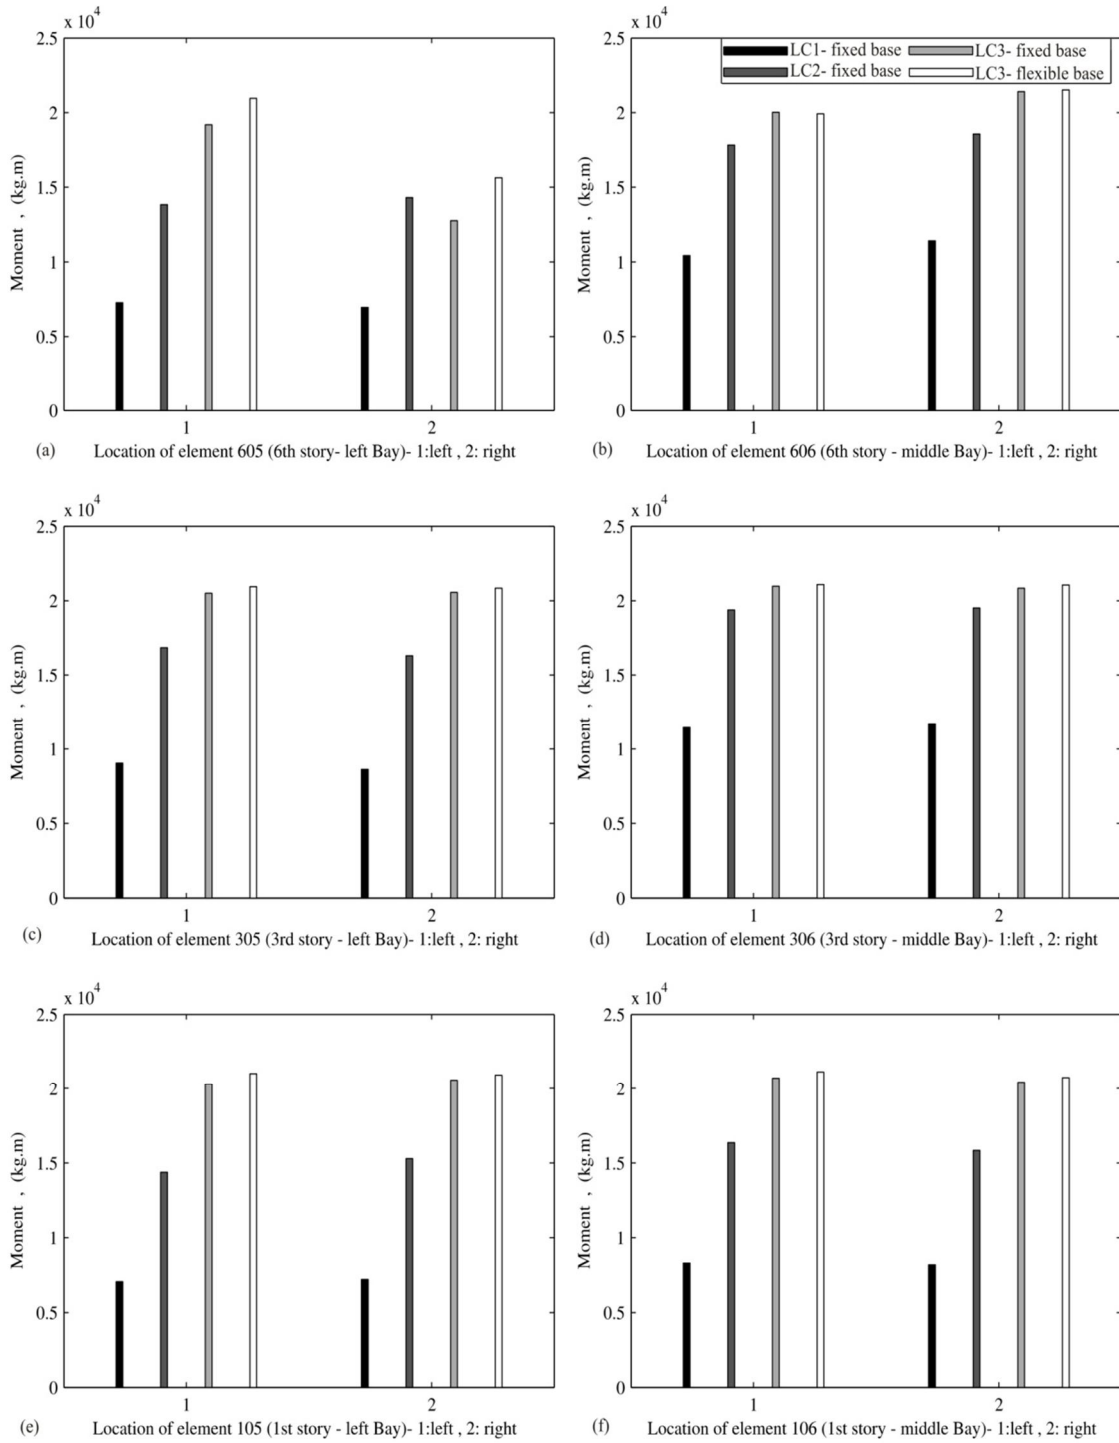 x 10^4
2.5
2
1.5
1
0.5
0
Moment , (kg.m)
1 2
(a) Location of element 605 (6th story- left Bay)- 1:left , 2: right
x 10^4
LC1- fixed base LC3- fixed base
LC2- fixed base LC3- flexible base
2.5
2
1.5
1
0.5
0
Moment , (kg.m)
1 2
(b) Location of element 606 (6th story - middle Bay)- 1:left , 2: right
x 10^4
2.5
2
1.5
1
0.5
0
Moment , (kg.m)
1 2
(c) Location of element 305 (3rd story - left Bay)- 1:left , 2: right
x 10^4
2.5
2
1.5
1
0.5
0
Moment , (kg.m)
1 2
(d) Location of element 306 (3rd story - middle Bay)- 1:left , 2: right
x 10^4
2.5
2
1.5
1
0.5
0
Moment , (kg.m)
1 2
(e) Location of element 105 (1st story - left Bay)- 1:left , 2: right
x 10^4
2.5
2
1.5
1
0.5
0
Moment , (kg.m)
1 2
(f) Location of element 106 (1st story - middle Bay)- 1:left , 2: right